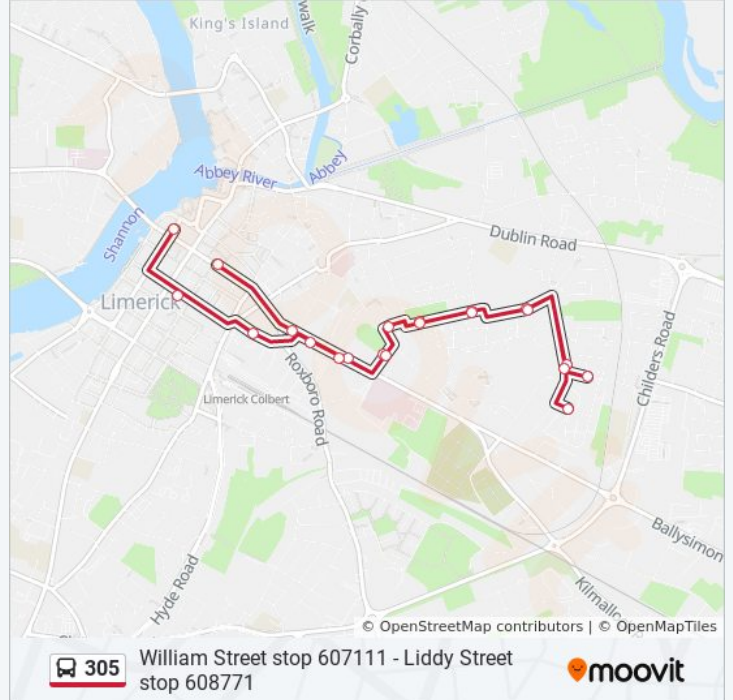 King's Island
walk
Corbally
Abbey River
Abbey
Shannon
Dublin Road
Limerick
Roxboro Road
Childers Road
Limerick Colbert
Ballysimon
Hyde Road
© OpenStreetMap contributors | © OpenMapTiles
305
William Street stop 607111 - Liddy Street
stop 608771
moovit